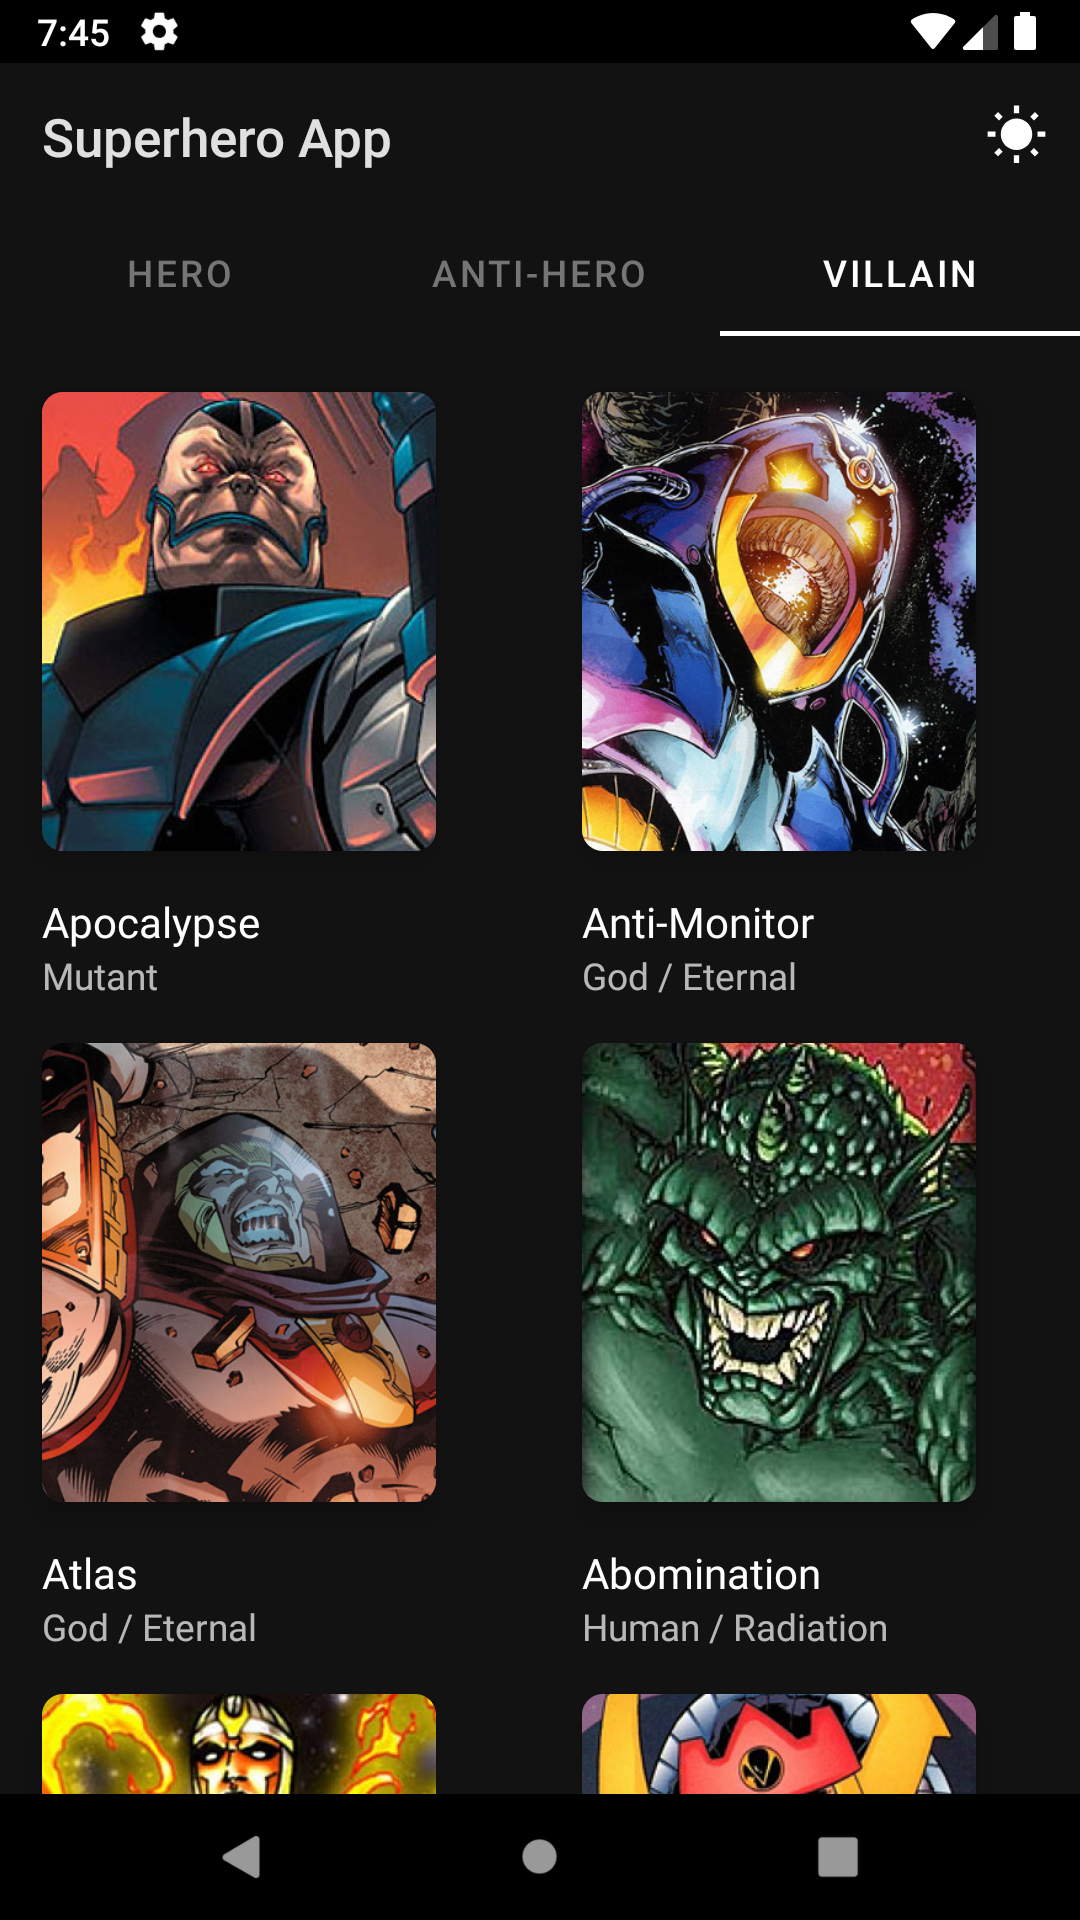 7:45
Superhero App
HERO ANTI-HERO VILLAIN
Apocalypse Anti-Monitor
Mutant God / Eternal
Atlas Abomination
God / Eternal Human / Radiation